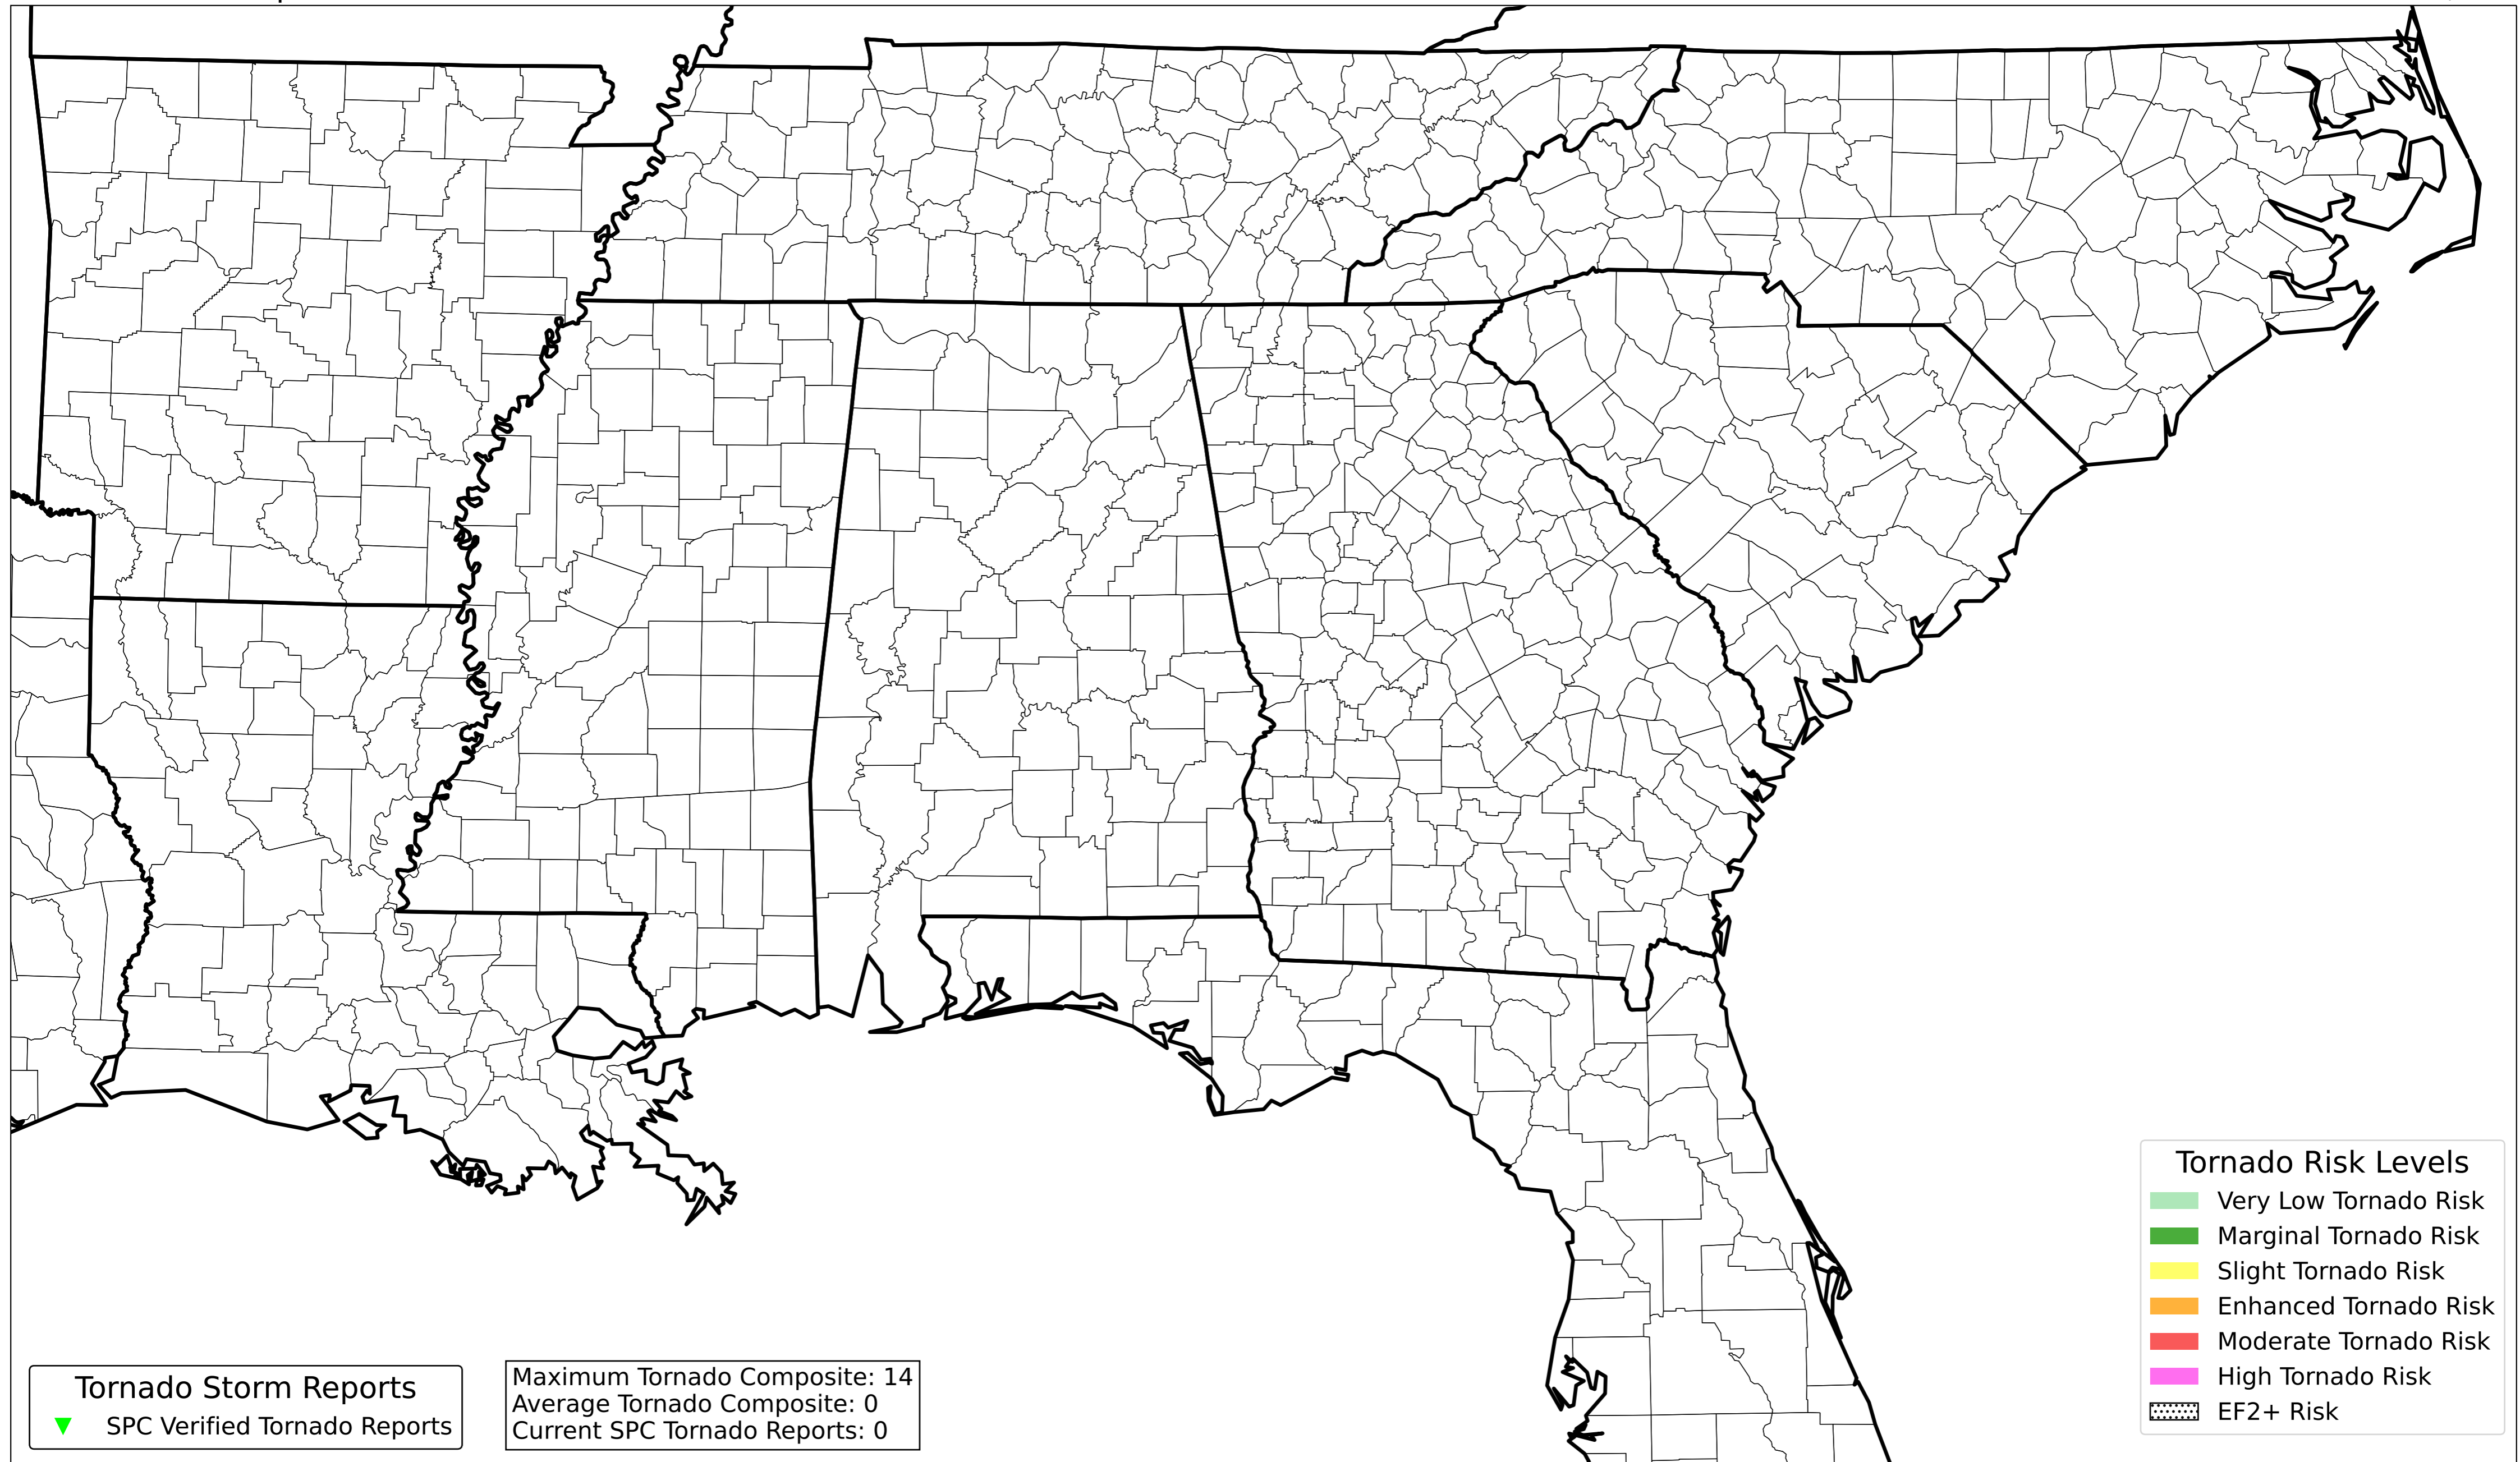 Tornado Risk Levels
Very Low Tornado Risk
Marginal Tornado Risk
Slight Tornado Risk
Enhanced Tornado Risk
Moderate Tornado Risk
High Tornado Risk
EF2+ Risk
Tornado Storm Reports
SPC Verified Tornado Reports
Maximum Tornado Composite: 14
Average Tornado Composite: 0
Current SPC Tornado Reports: 0